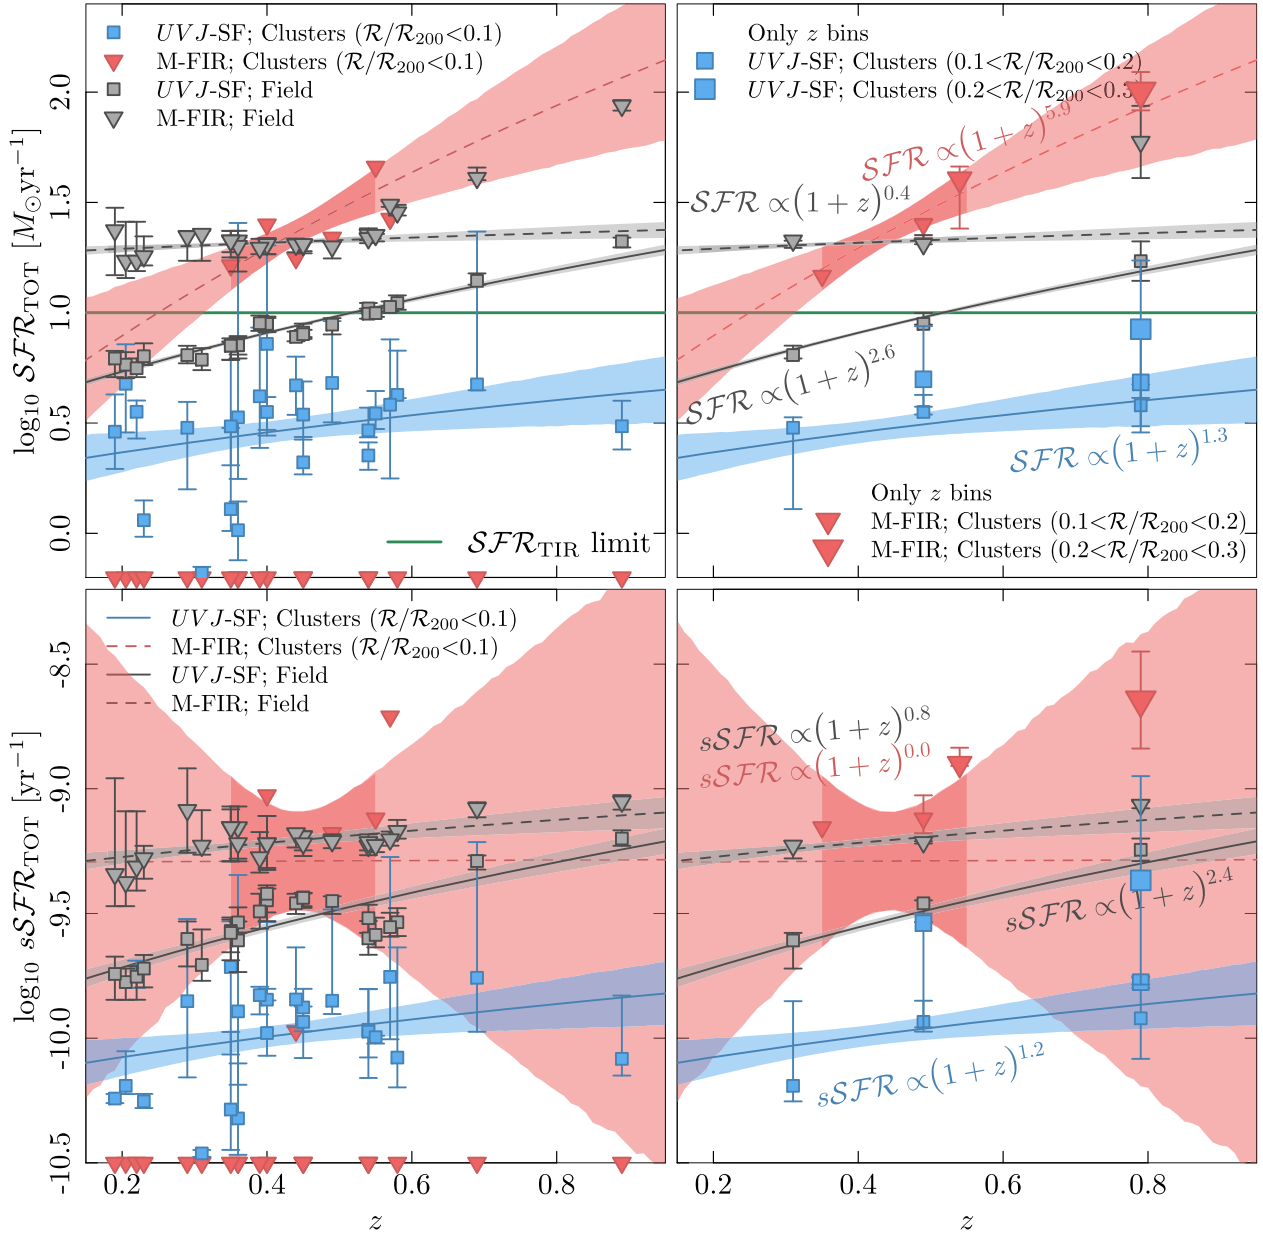 UVJ-SF; Clusters (R/R₂₀₀<0.1)
M-FIR; Clusters (R/R₂₀₀<0.1)
UVJ-SF; Field
M-FIR; Field
SFR_TIR limit
log₁₀ SFR_TOT [M⊙yr⁻¹]
2.0
1.5
1.0
0.5
0.0
Only z bins
UVJ-SF; Clusters (0.1<R/R₂₀₀<0.2)
UVJ-SF; Clusters (0.2<R/R₂₀₀<0.3)
SFR ∝(1 + z)^5.9
SFR ∝(1 + z)^0.4
SFR ∝(1 + z)^2.6
SFR ∝(1 + z)^1.3
Only z bins
M-FIR; Clusters (0.1<R/R₂₀₀<0.2)
M-FIR; Clusters (0.2<R/R₂₀₀<0.3)
UVJ-SF; Clusters (R/R₂₀₀<0.1)
M-FIR; Clusters (R/R₂₀₀<0.1)
UVJ-SF; Field
M-FIR; Field
log₁₀ sSFR_TOT [yr⁻¹]
-8.5
-9.0
-9.5
-10.0
-10.5
0.2 0.4 0.6 0.8
z
sSFR ∝(1 + z)^0.8
sSFR ∝(1 + z)^0.0
sSFR ∝(1 + z)^2.4
sSFR ∝(1 + z)^1.2
0.2 0.4 0.6 0.8
z